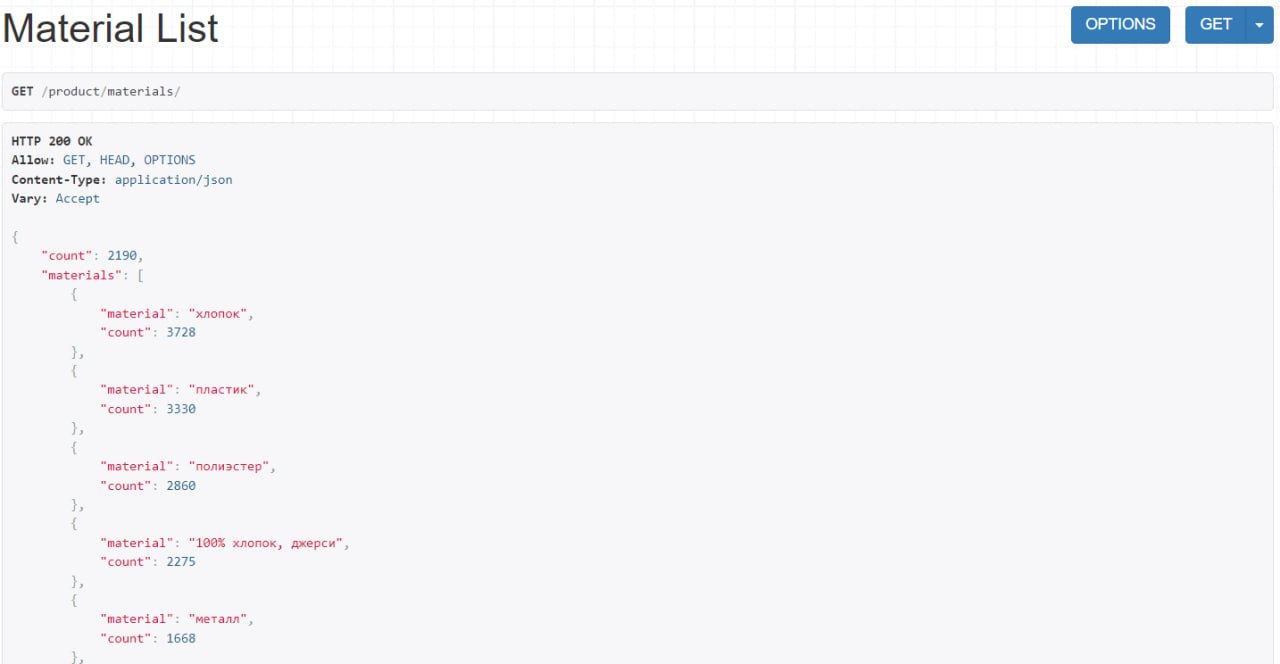 Material List
OPTIONS
GET
GET /product/materials/
HTTP 200 OK
Allow: GET, HEAD, OPTIONS
Content-Type: application/json
Vary: Accept
{
    "count": 2190,
    "materials": [
        {
            "material": "хлопок",
            "count": 3728
        },
        {
            "material": "пластик",
            "count": 3330
        },
        {
            "material": "полиэстер",
            "count": 2860
        },
        {
            "material": "100% хлопок, джерси",
            "count": 2275
        },
        {
            "material": "металл",
            "count": 1668
        },